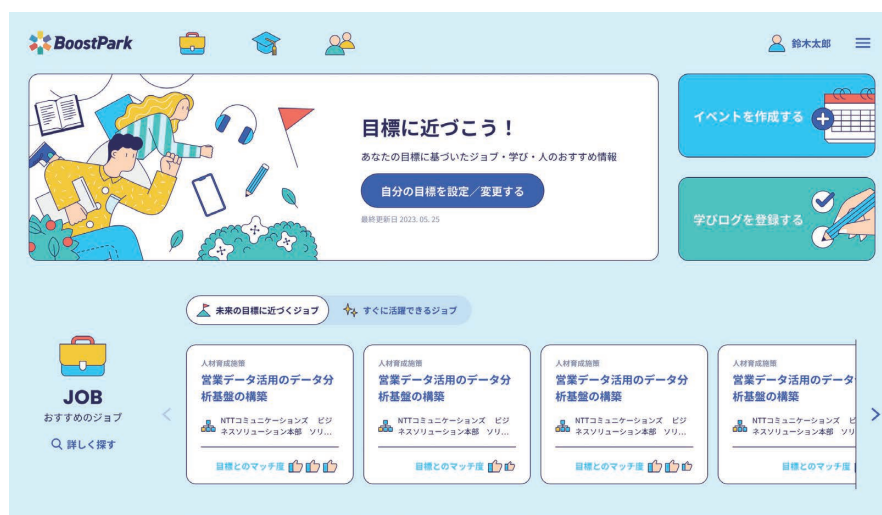 BoostPark
鈴木太郎
目標に近づこう！
あなたの目標に基づいたジョブ・学び・人のおすすめ情報
自分の目標を設定／変更する
最終更新日 2023. 05. 25
イベントを作成する
学びログを登録する
未来の目標に近づくジョブ
すぐに活躍できるジョブ
JOB
おすすめのジョブ
詳しく探す
人材育成施策
営業データ活用のデータ分
析基盤の構築
NTTコミュニケーションズ ビジ
ネスソリューション本部 ソリ...
目標とのマッチ度
人材育成施策
営業データ活用のデータ分
析基盤の構築
NTTコミュニケーションズ ビジ
ネスソリューション本部 ソリ...
目標とのマッチ度
人材育成施策
営業データ活用のデータ分
析基盤の構築
NTTコミュニケーションズ ビジ
ネスソリューション本部 ソリ...
目標とのマッチ度
人材育成施策
営業データ活用のデータ
析基盤の構築
NTTコミュニケーションズ ビ
ネスソリューション本部 ソリ
目標とのマッチ度